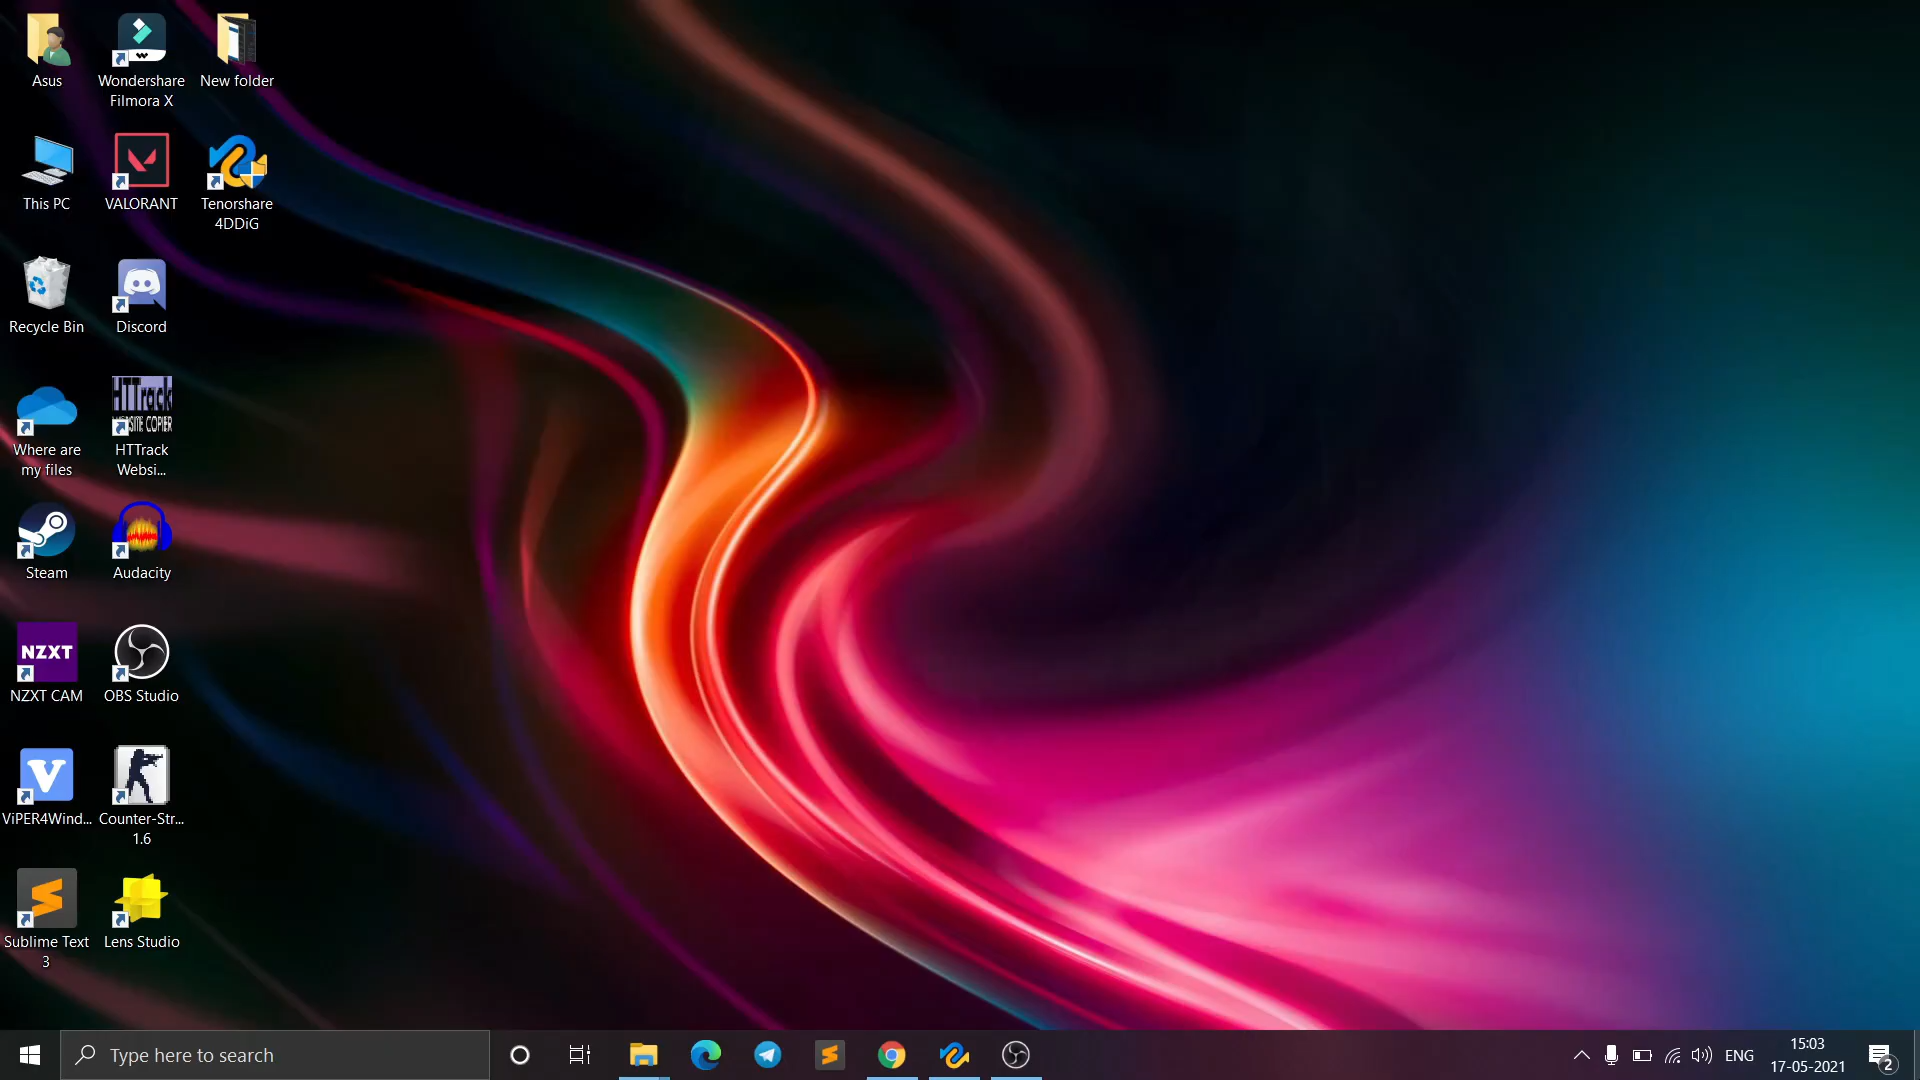 Asus
Wondershare
Filmora X
New folder
This PC
VALORANT
Tenorshare
4DDiG
Recycle Bin
Discord
HTTrack
WEBSITE COPIER
Where are
my files
HTTrack
Websi...
Steam
Audacity
NZXT
NZXT CAM
OBS Studio
V
ViPER4Wind...
Counter-Str...
1.6
Sublime Text
3
Lens Studio
Type here to search
ENG
15:03
17-05-2021
2